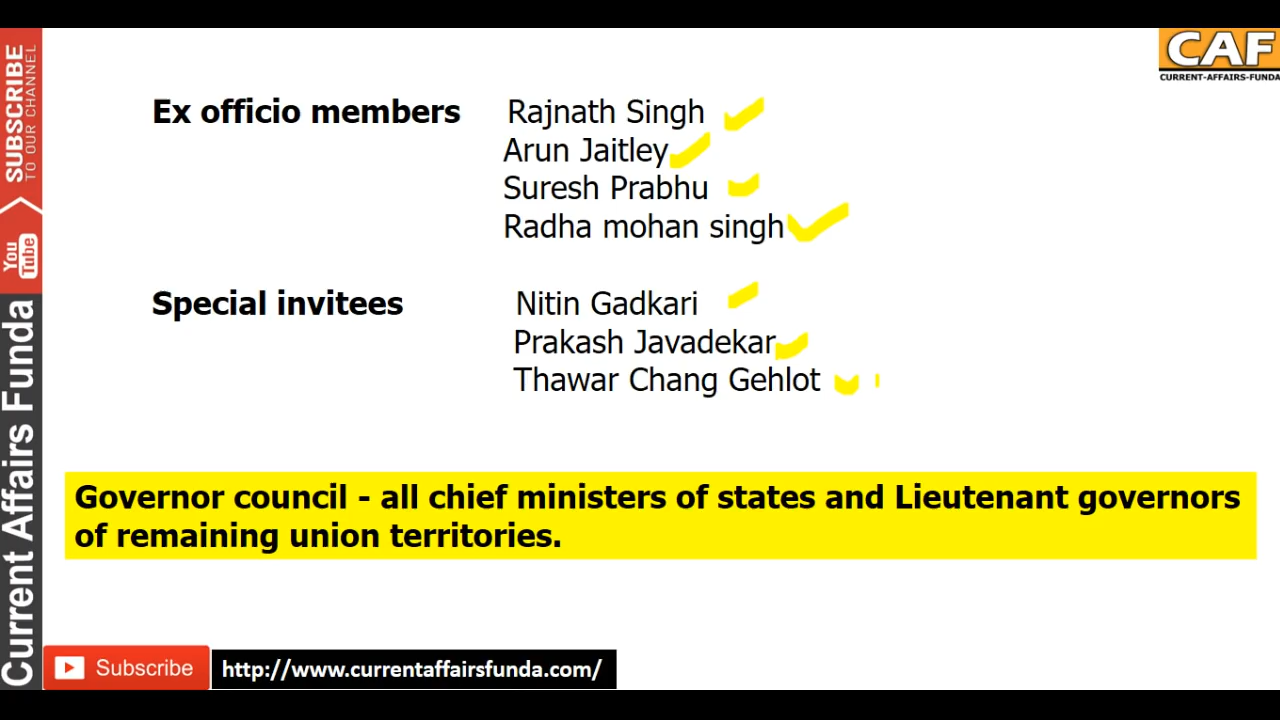 CAF
CURRENT-AFFAIRS-FUNDA
SUBSCRIBE
TO OUR CHANNEL
You
Tube
Current Affairs Funda
Ex officio members Rajnath Singh
Arun Jaitley
Suresh Prabhu
Radha mohan singh
Special invitees Nitin Gadkari
Prakash Javadekar
Thawar Chang Gehlot
Governor council - all chief ministers of states and Lieutenant governors
of remaining union territories.
Subscribe http://www.currentaffairsfunda.com/